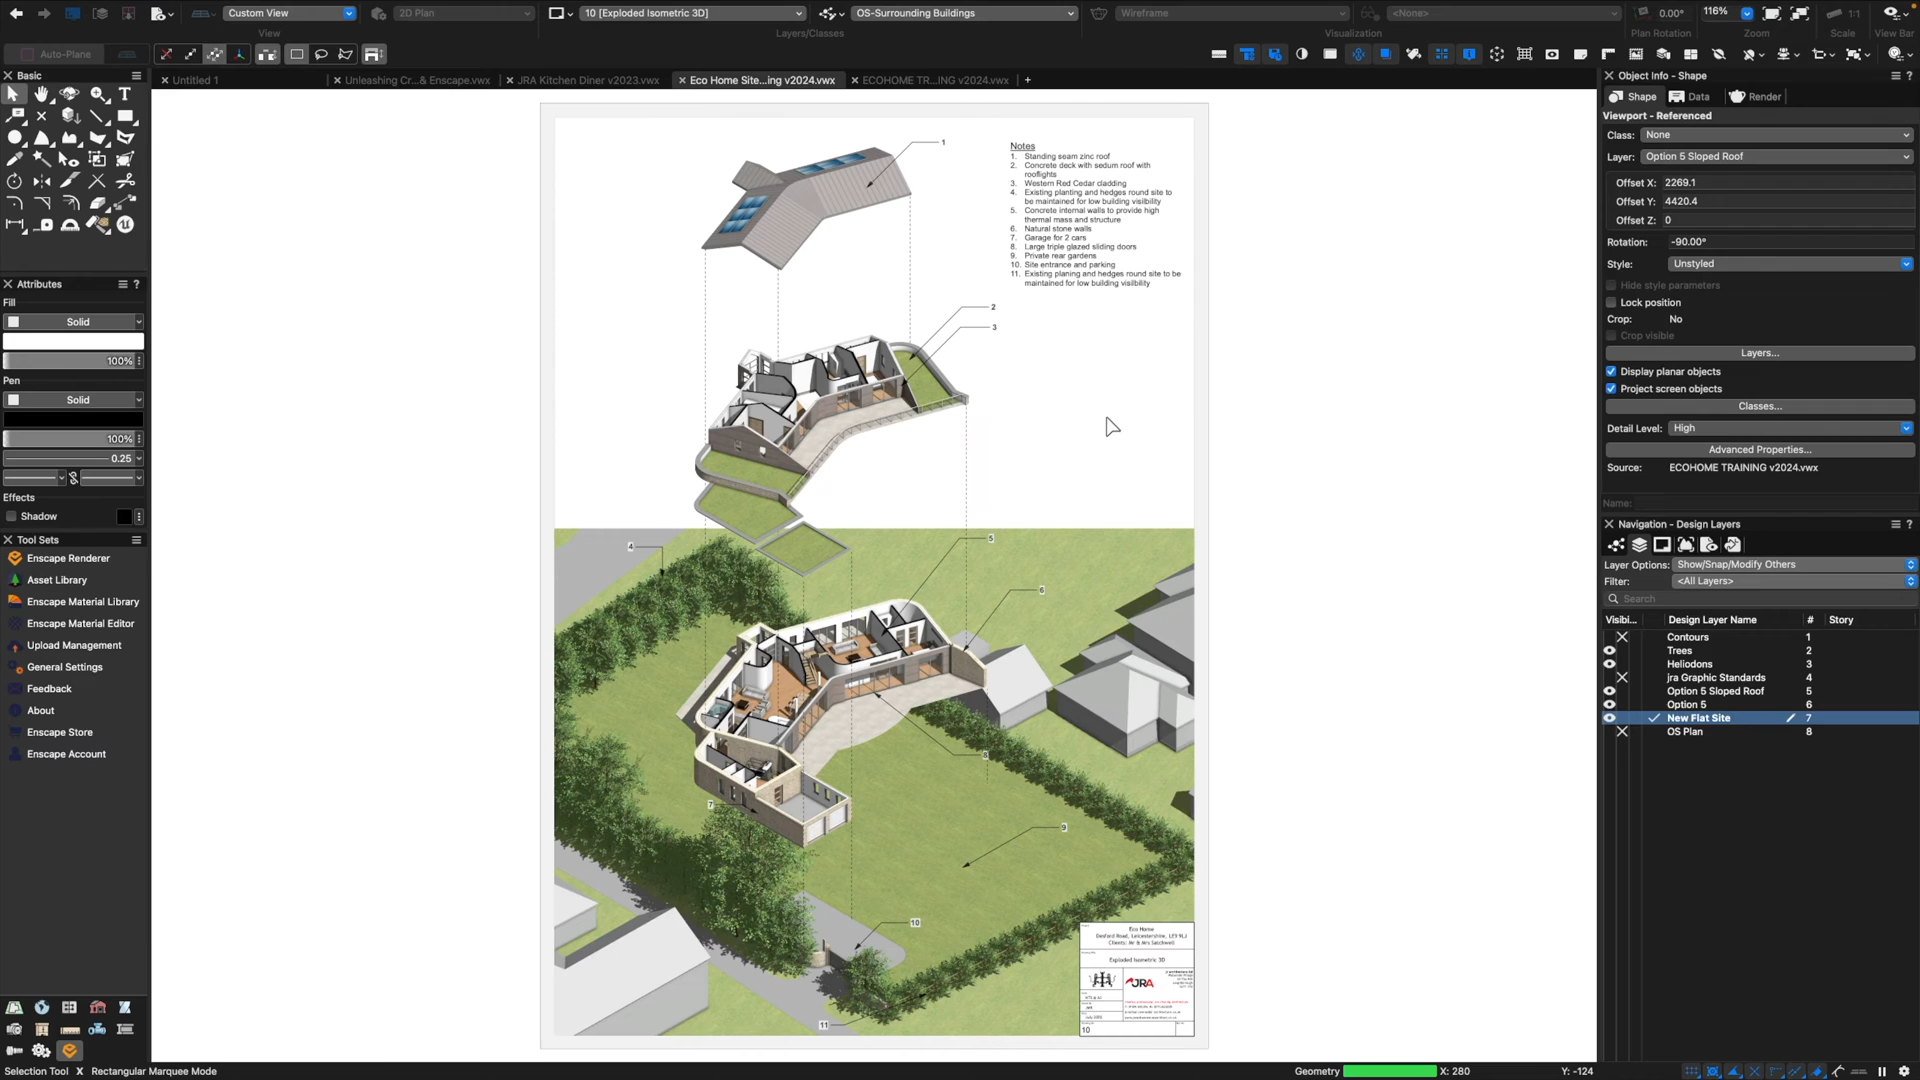 Custom View
2D Plan
10 [Exploded Isometric 3D]
OS-Surrounding Buildings
Wireframe
<None>
0.00°
116%
1:1
View
Layers/Classes
Visualization
Plan Rotation
Zoom
Scale
View Bar
Auto-Plane
Untitled 1
Unleashing Cr...& Enscape.vwx
JRA Kitchen Diner v2023.vwx
Eco Home Site...ing v2024.vwx
ECOHOME TR...ING v2024.vwx
Basic
Attributes
Fill
Solid
100%
Pen
Solid
100%
0.25
Effects
Shadow
Tool Sets
Enscape Renderer
Asset Library
Enscape Material Library
Enscape Material Editor
Upload Management
General Settings
Feedback
About
Enscape Store
Enscape Account
Notes
1. Standing seam zinc roof
2. Concrete deck with sedum roof with
rooflights
3. Western Red Cedar cladding
4. Existing planting and hedges round site to
be maintained for low building visilbility
5. Concrete internal walls to provide high
thermal mass and structure
6. Natural stone walls
7. Garage for 2 cars
8. Large triple glazed sliding doors
9. Private rear gardens
10. Site entrance and parking
11. Existing planing and hedges round site to be
maintained for low building visilbility
1
2
3
4
5
6
8
7
9
10
11
Eco Home
Desford Road, Leicestershire, LE9 9LJ
Clients: Mr & Mrs Satchwell
Exploded Isometric 3D
JRA
10
Object Info - Shape
Shape
Data
Render
Viewport - Referenced
Class:
None
Layer:
Option 5 Sloped Roof
Offset X:
2269.1
Offset Y:
4420.4
Offset Z:
0
Rotation:
-90.00°
Style:
Unstyled
Hide style parameters
Lock position
Crop:
No
Crop visible
Layers...
Display planar objects
Project screen objects
Classes...
Detail Level:
High
Advanced Properties...
Source:
ECOHOME TRAINING v2024.vwx
Name:
Navigation - Design Layers
Layer Options:
Show/Snap/Modify Others
Filter:
<All Layers>
Search
Visibi...
Design Layer Name
#
Story
Contours 1
Trees 2
Heliodons 3
jra Graphic Standards 4
Option 5 Sloped Roof 5
Option 5 6
New Flat Site 7
OS Plan 8
Selection Tool X Rectangular Marquee Mode
Geometry
X: 280
Y: -124